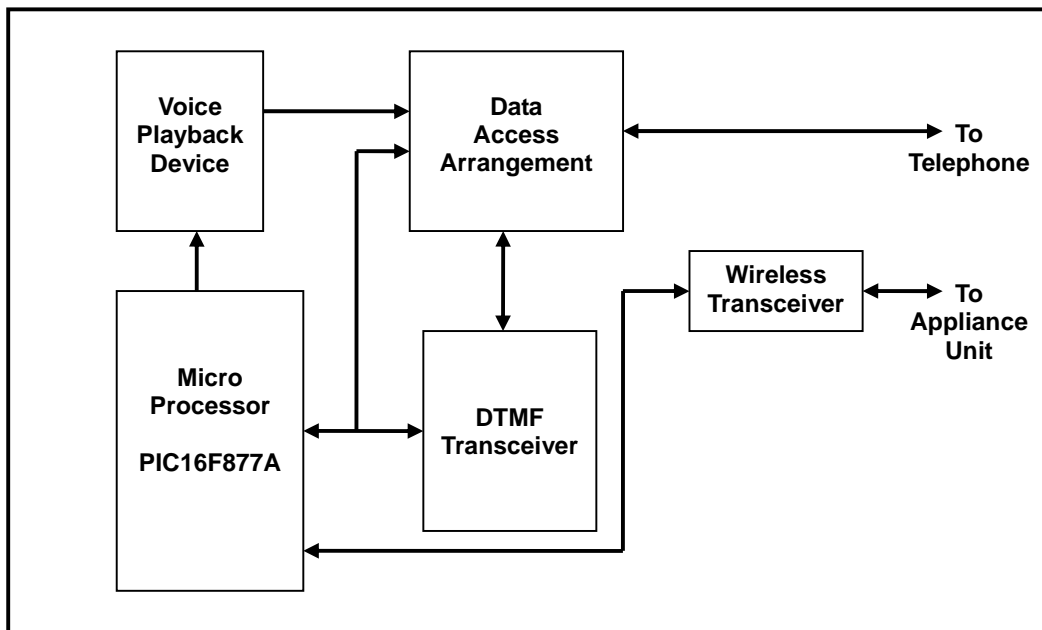 Voice
Playback
Device
Data
Access
Arrangement
To
Telephone
Wireless
Transceiver
To
Appliance
Unit
Micro
Processor
PIC16F877A
DTMF
Transceiver